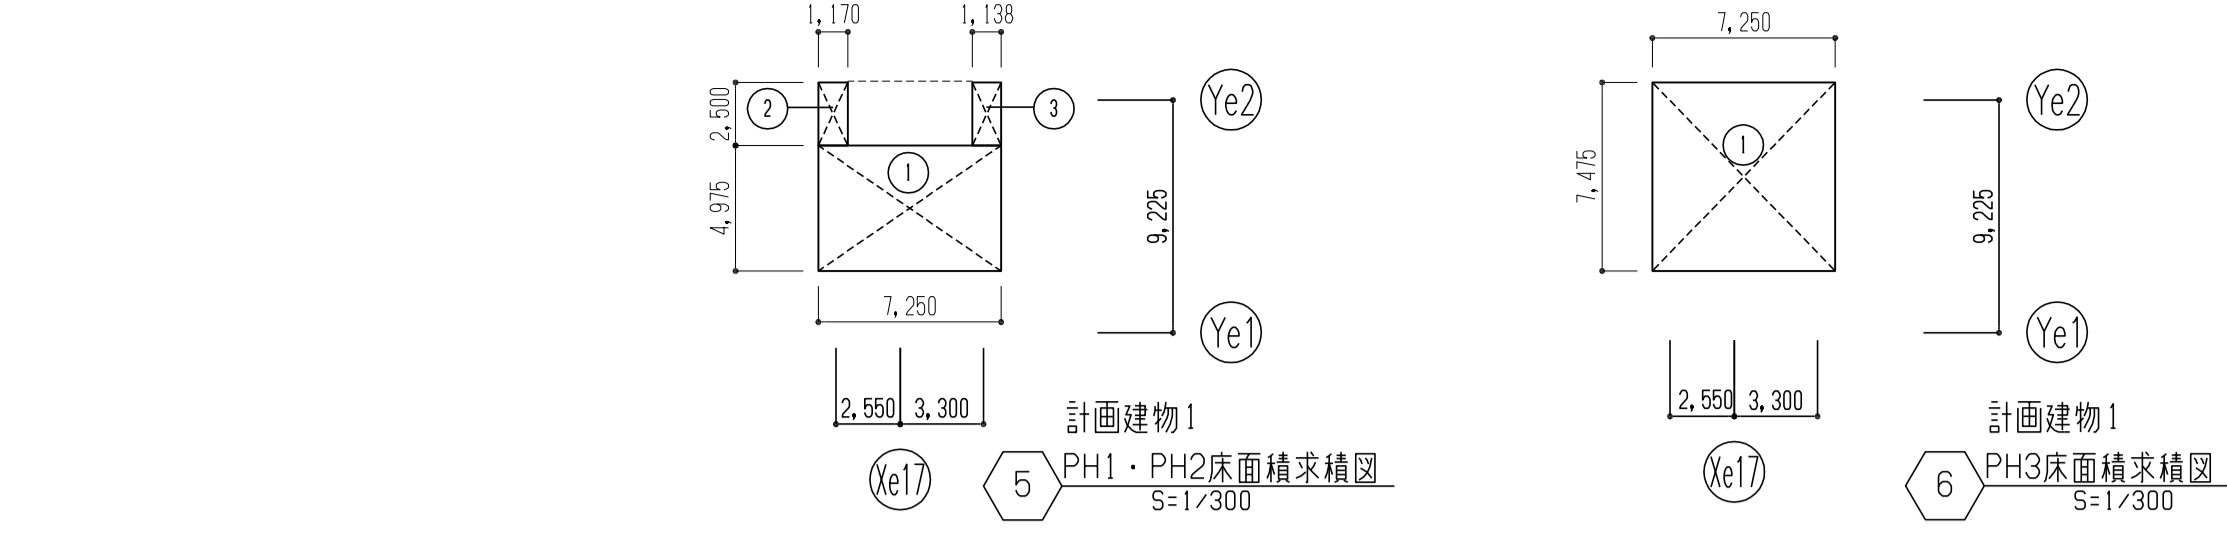 1,170
1,138
2,500
2
3
4,975
1
7,250
Ye2
9,225
Ye1
2,550
3,300
Xe17
計画建物1
5
PH1・PH2床面積求積図
S=1/300
7,250
7,475
1
Ye2
9,225
Ye1
2,550
3,300
Xe17
計画建物1
6
PH3床面積求積図
S=1/300